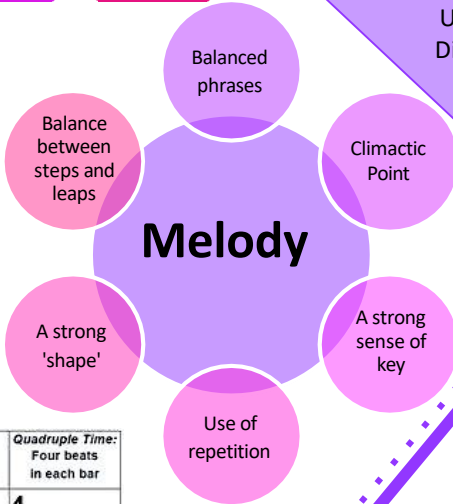 U
Di
Balanced
phrases
Balance
between
steps and
leaps
Climactic
Point
Melody
A strong
'shape'
A strong
sense of
key
Use of
repetition
Quadruple Time:
Four beats
in each bar
4